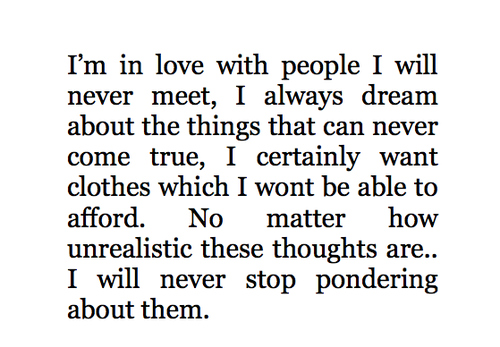 I’m in love with people I will
never meet, I always dream
about the things that can never
come true, I certainly want
clothes which I wont be able to
afford. No matter how
unrealistic these thoughts are..
I will never stop pondering
about them.